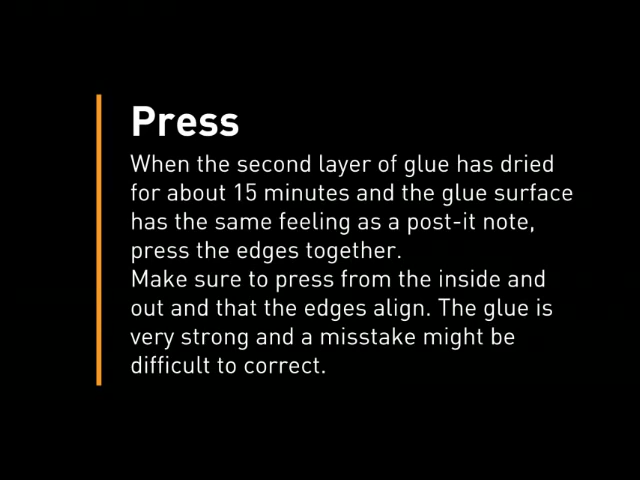 Press
When the second layer of glue has dried
for about 15 minutes and the glue surface
has the same feeling as a post-it note,
press the edges together.
Make sure to press from the inside and
out and that the edges align. The glue is
very strong and a misstake might be
difficult to correct.